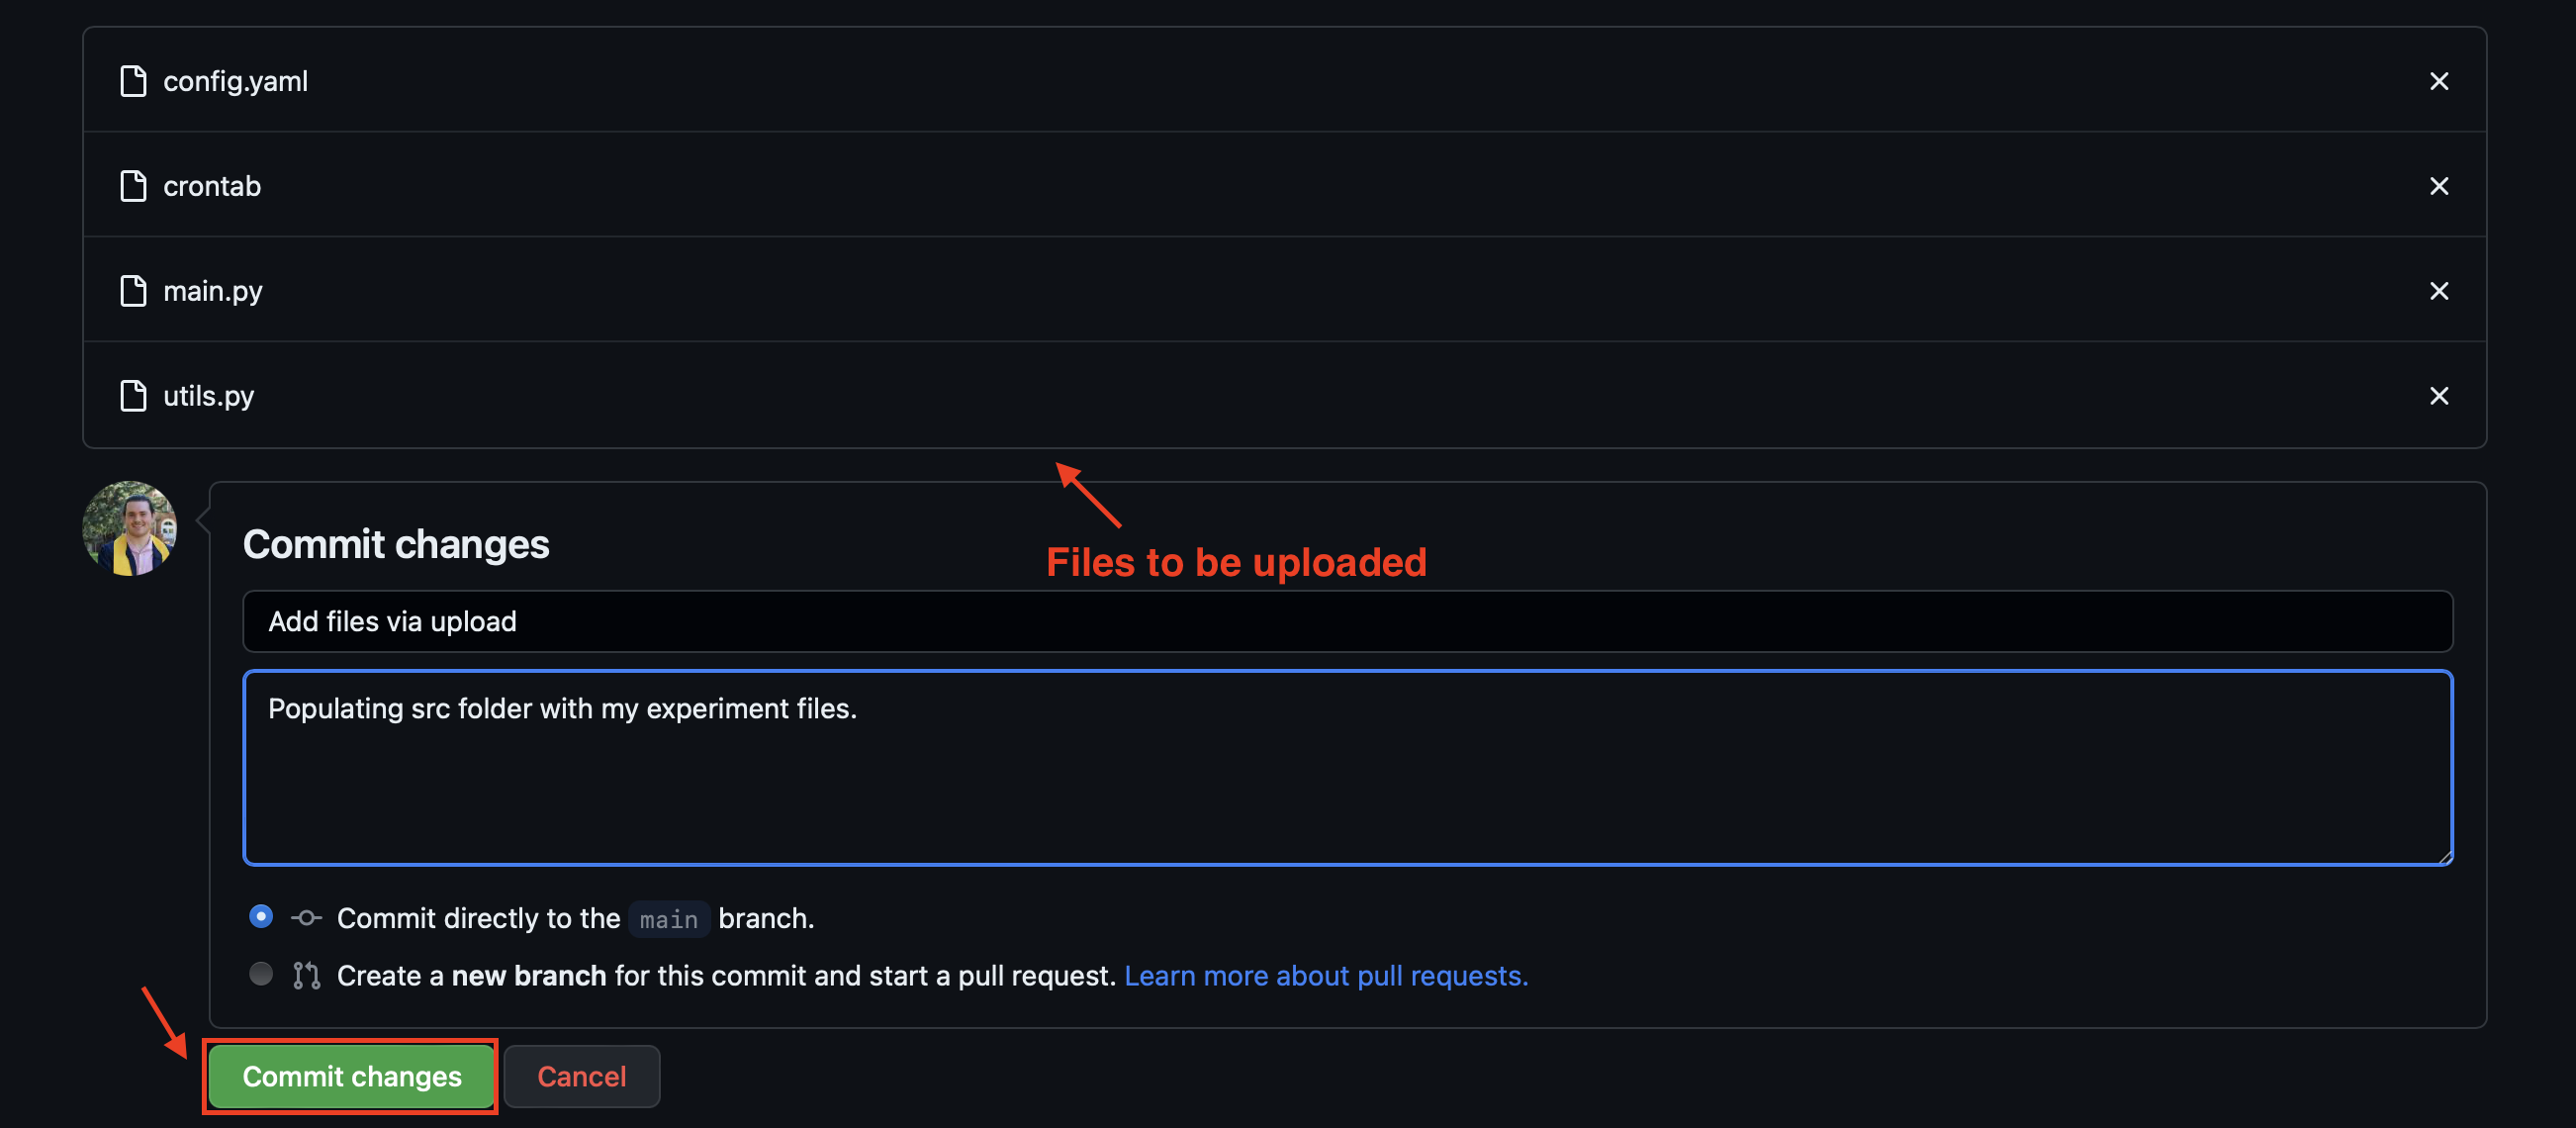 config.yaml
crontab
main.py
utils.py
Files to be uploaded
Commit changes
Add files via upload
Populating src folder with my experiment files.
Commit directly to the main branch.
Create a new branch for this commit and start a pull request. Learn more about pull requests.
Commit changes
Cancel